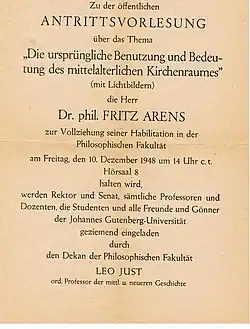 Zu der öffentlichen
ANTRITTSVORLESUNG
über das Thema
„Die ursprüngliche Benutzung und Bedeu-
tung des mittelalterlichen Kirchenraumes"
(mit Lichtbildern)
die Herr
Dr. phil. FRITZ ARENS
zur Vollziehung seiner Habilitation in der
Philosophischen Fakultät
am Freitag, den 10. Dezember 1948 um 14 Uhr c. t.
Hörsaal 8
halten wird,
werden Rektor und Senat, sämtliche Professoren und
Dozenten, die Studenten und alle Freunde und Gönner
der Johannes Gutenberg-Universität
geziemend eingeladen
durch
den Dekan der Philosophischen Fakultät
LEO JUST
ord. Professor der mittl. u. neueren Geschichte